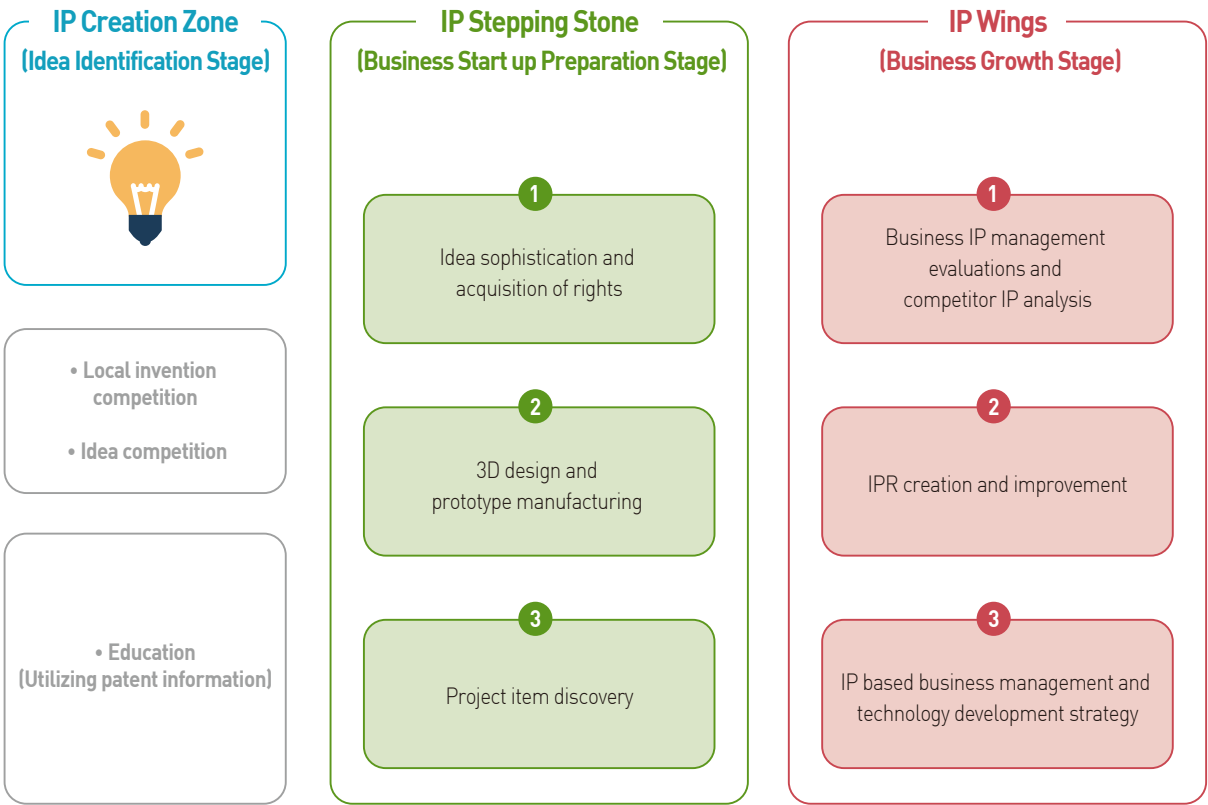 IP Creation Zone
(Idea Identification Stage)
• Local invention
competition
• Idea competition
• Education
(Utilizing patent information)
IP Stepping Stone
(Business Start up Preparation Stage)
1
Idea sophistication and
acquisition of rights
2
3D design and
prototype manufacturing
3
Project item discovery
IP Wings
(Business Growth Stage)
1
Business IP management
evaluations and
competitor IP analysis
2
IPR creation and improvement
3
IP based business management and
technology development strategy